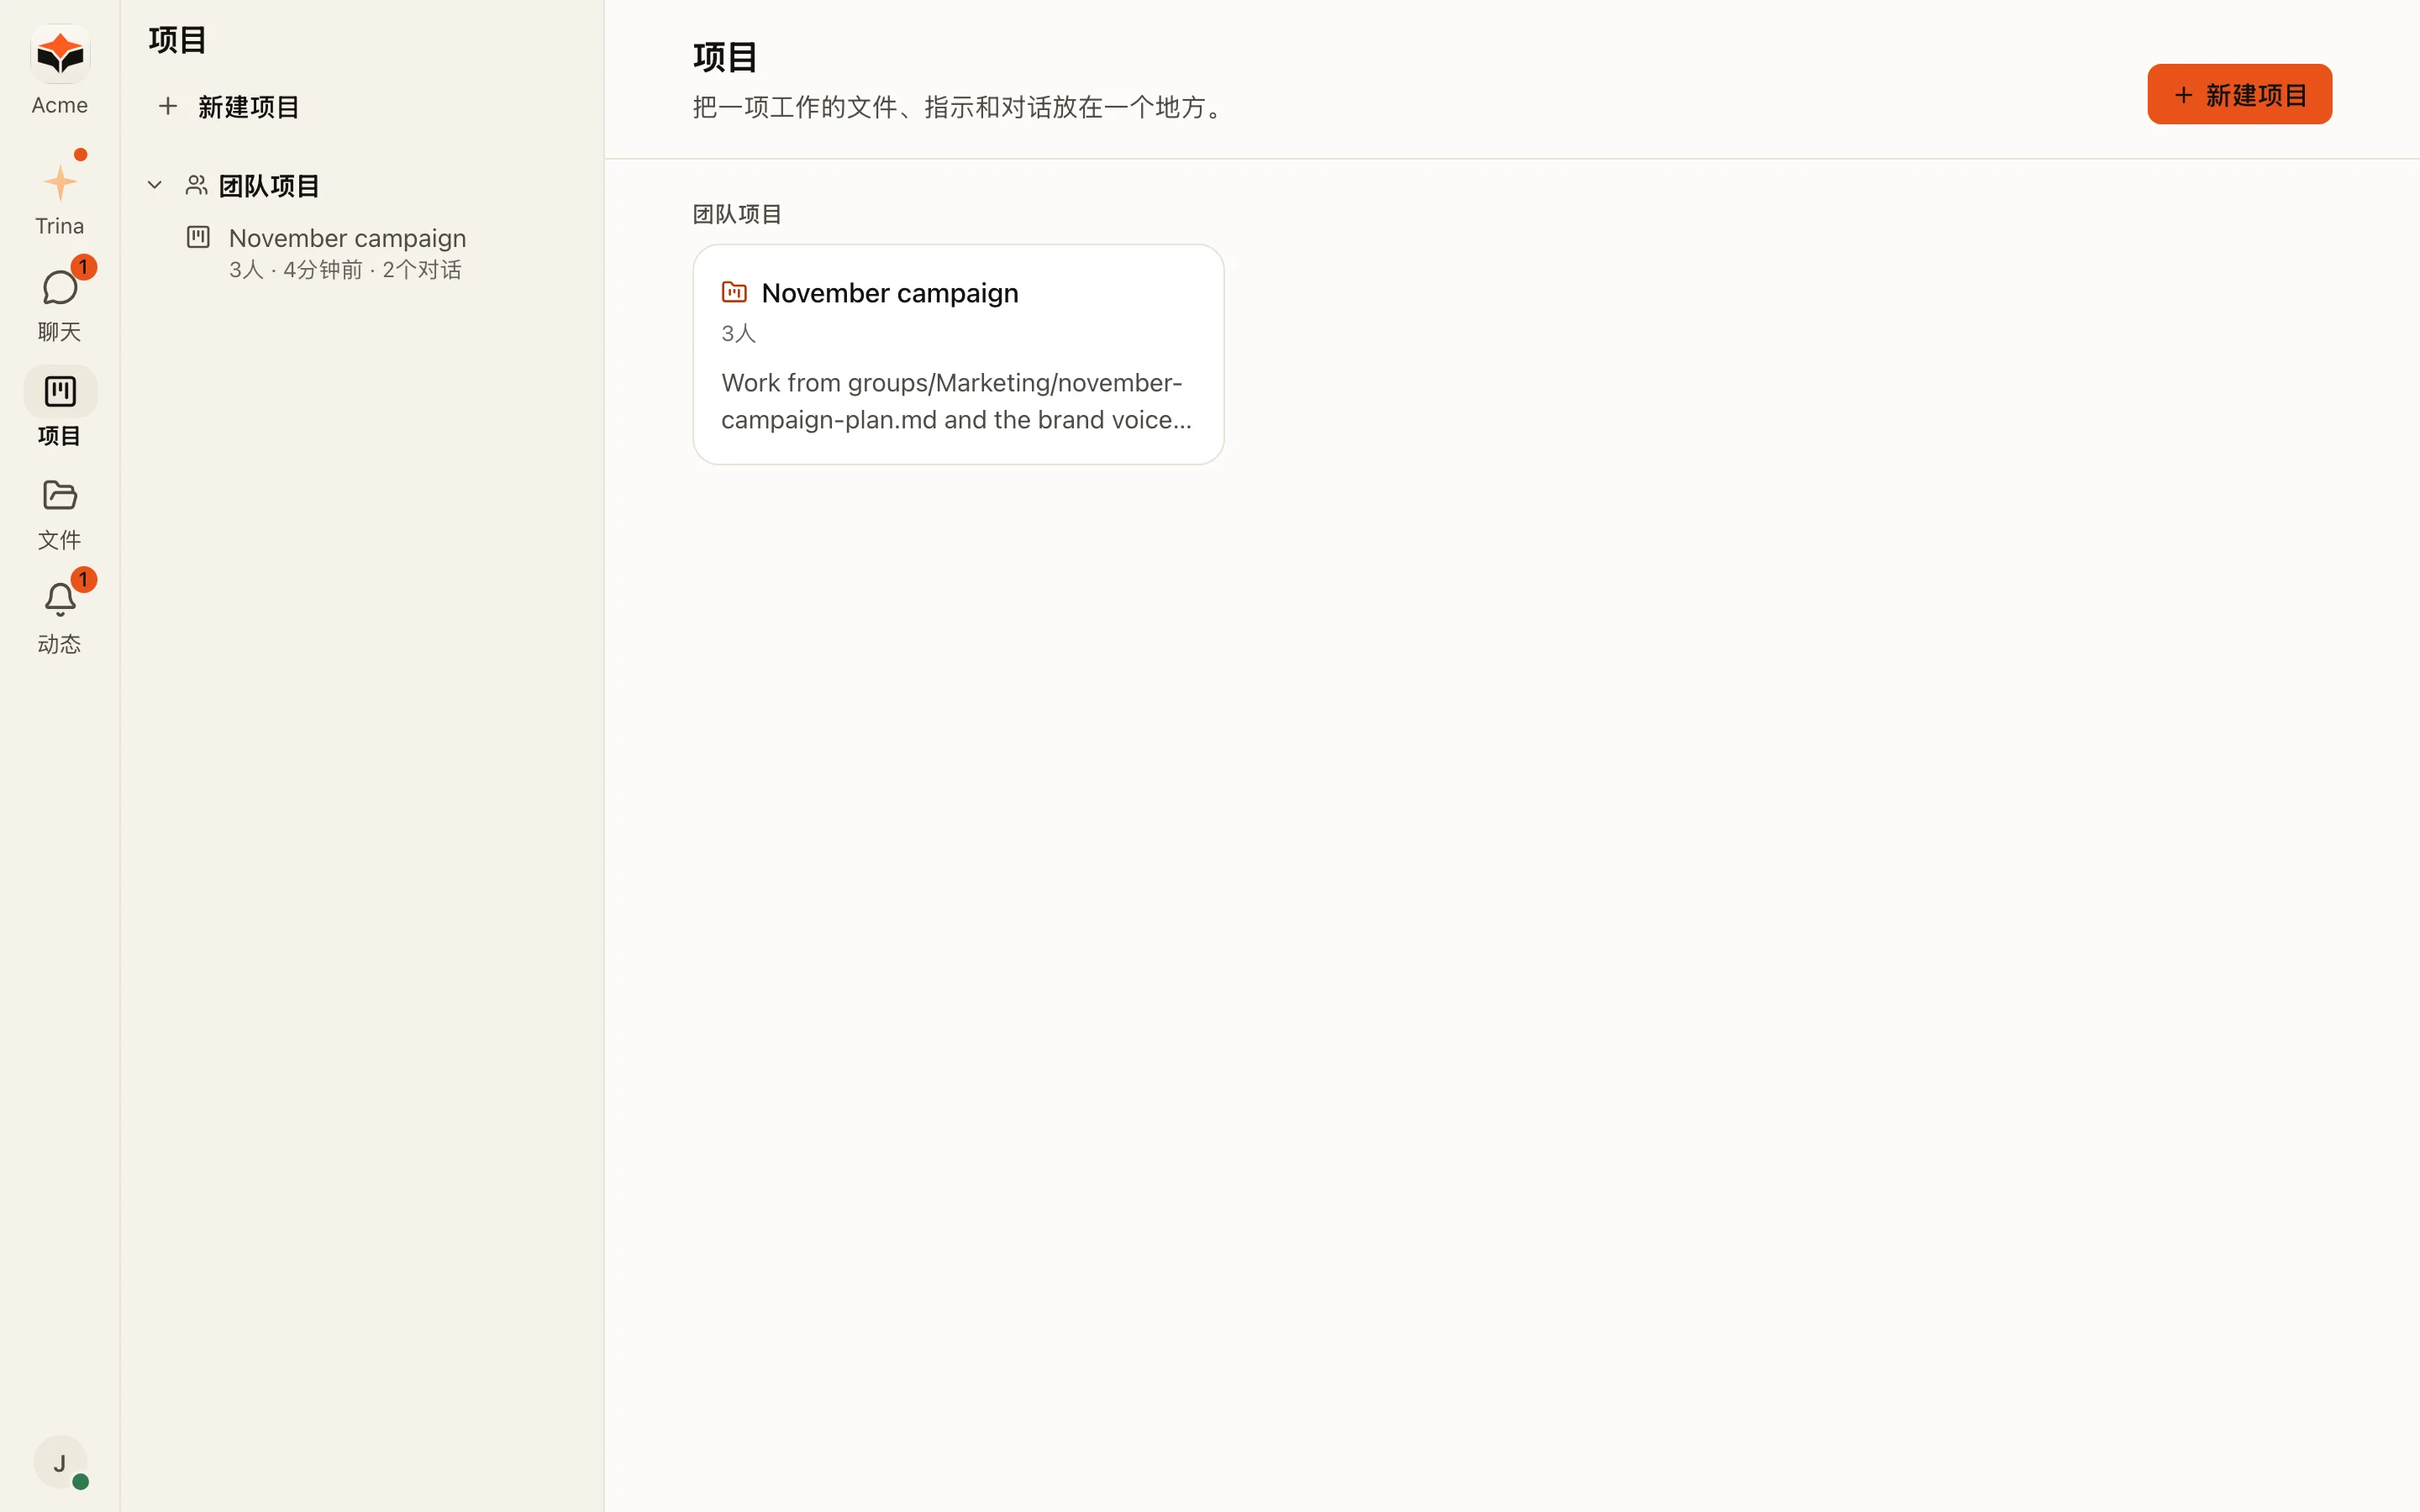 Acme
Trina
1
聊天
项目
文件
1
动态
J
项目
新建项目
团队项目
November campaign
3人 · 4分钟前 · 2个对话
项目
把一项工作的文件、指示和对话放在一个地方。
新建项目
团队项目
November campaign
3人
Work from groups/Marketing/november-
campaign-plan.md and the brand voice...